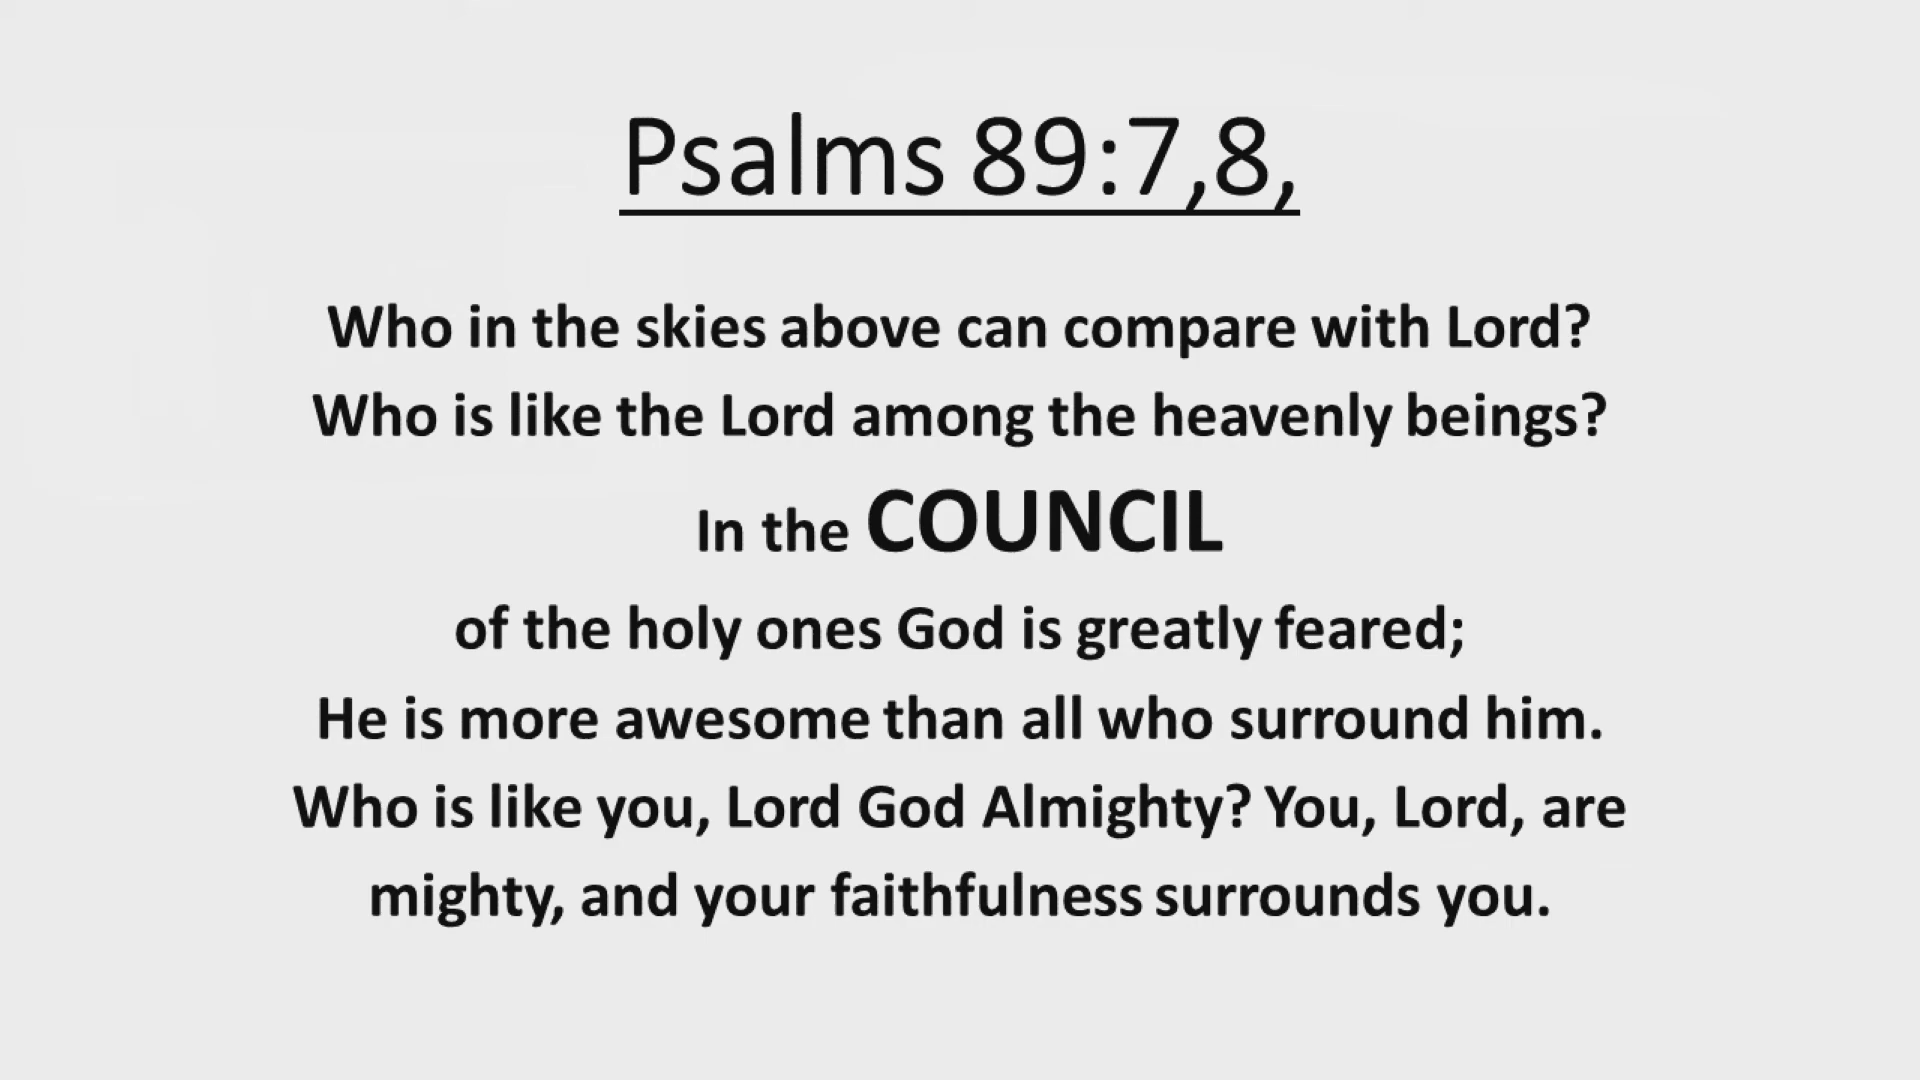 Psalms 89:7,8,
Who in the skies above can compare with Lord?
Who is like the Lord among the heavenly beings?
In the COUNCIL
of the holy ones God is greatly feared;
He is more awesome than all who surround him.
Who is like you, Lord God Almighty? You, Lord, are
mighty, and your faithfulness surrounds you.